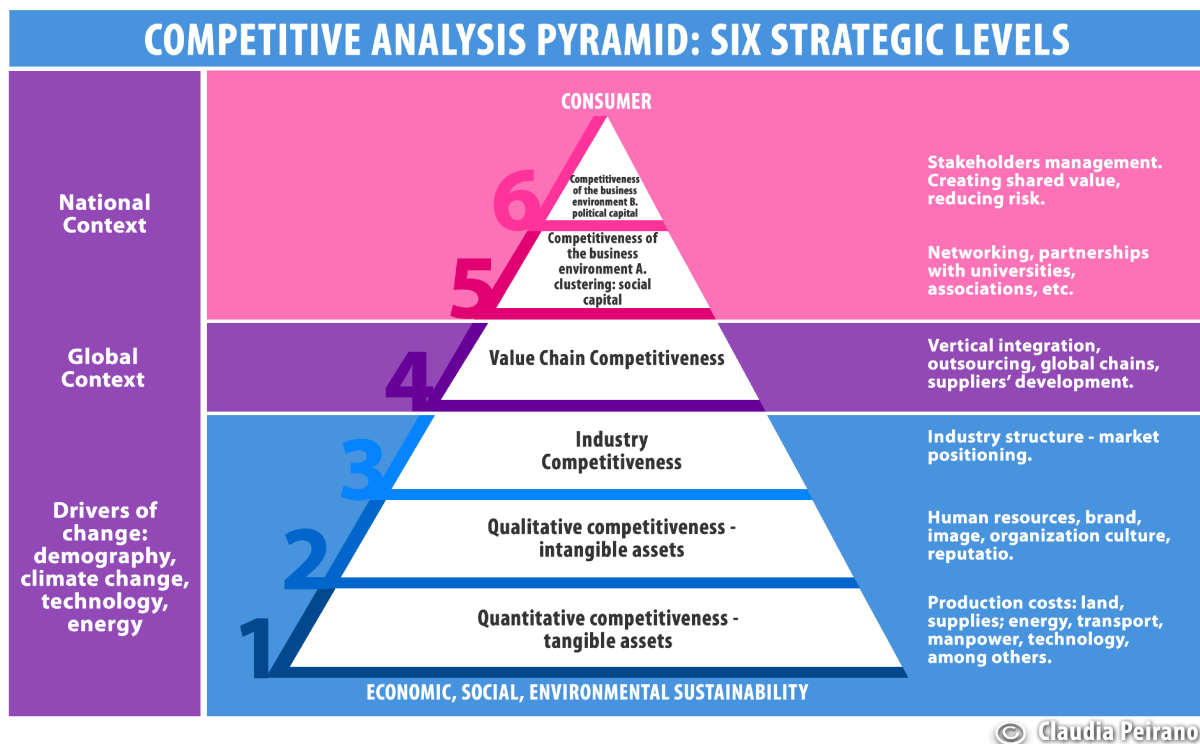 COMPETITIVE ANALYSIS PYRAMID: SIX STRATEGIC LEVELS
CONSUMER
National
Context
6
Competitiveness
of the business
environment B.
political capital
Stakeholders management.
Creating shared value,
reducing risk.
5
Competitiveness of
the business
environment A.
clustering: social
capital
Networking, partnerships
with universities,
associations, etc.
Global
Context
4
Value Chain Competitiveness
Vertical integration,
outsourcing, global chains,
suppliers’ development.
Drivers of
change:
demography,
climate change,
technology,
energy
3
Industry
Competitiveness
Industry structure - market
positioning.
2
Qualitative competitiveness -
intangible assets
Human resources, brand,
image, organization culture,
reputatio.
1
Quantitative competitiveness -
tangible assets
Production costs: land,
supplies; energy, transport,
manpower, technology,
among others.
ECONOMIC, SOCIAL, ENVIRONMENTAL SUSTAINABILITY
© Claudia Peirano